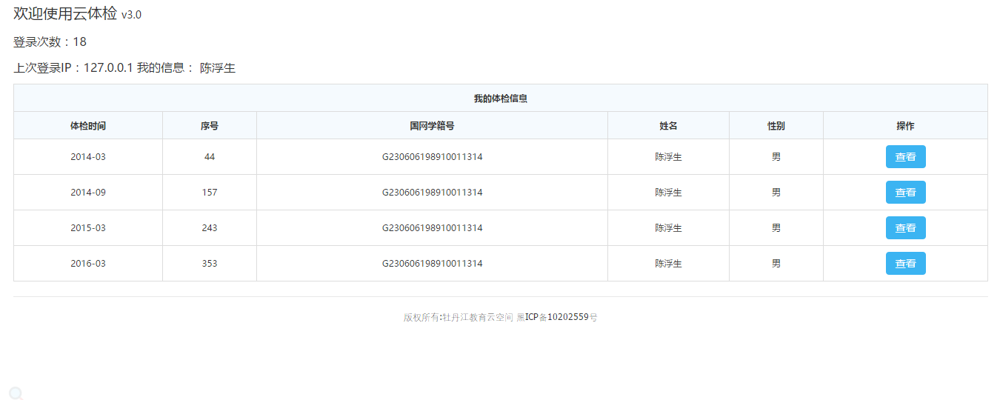 欢迎使用云体检 v3.0
登录次数：18
上次登录IP：127.0.0.1 我的信息： 陈浮生
我的体检信息
体检时间 序号 国网学籍号 姓名 性别 操作
2014-03 44 G230606198910011314 陈浮生 男 查看
2014-09 157 G230606198910011314 陈浮生 男 查看
2015-03 243 G230606198910011314 陈浮生 男 查看
2016-03 353 G230606198910011314 陈浮生 男 查看
版权所有:牡丹江教育云空间 黑ICP备10202559号